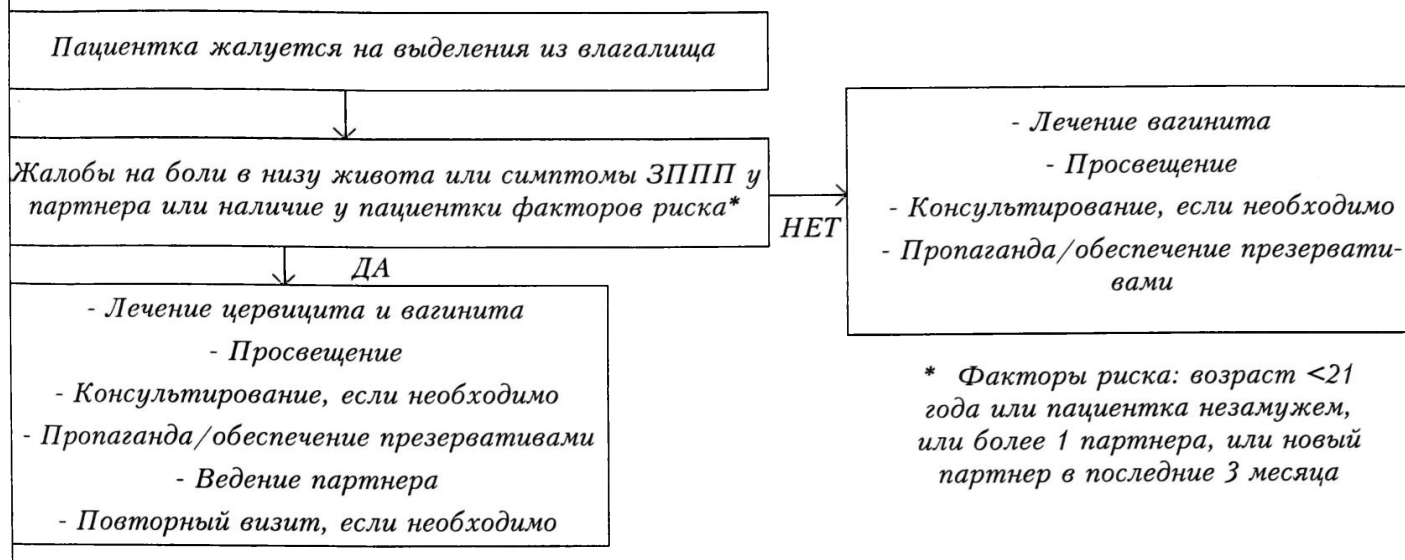 Пациентка жалуется на выделения из влагалища
Жалобы на боли в низу живота или симптомы ЗППП у
партнера или наличие у пациентки факторов риска*
НЕТ
ДА
- Лечение вагинита
- Просвещение
- Консультирование, если необходимо
- Пропаганда/обеспечение презервати-
вами
- Лечение цервицита и вагинита
- Просвещение
- Консультирование, если необходимо
- Пропаганда/обеспечение презервативами
- Ведение партнера
- Повторный визит, если необходимо
* Факторы риска: возраст <21
года или пациентка незамужем,
или более 1 партнера, или новый
партнер в последние 3 месяца